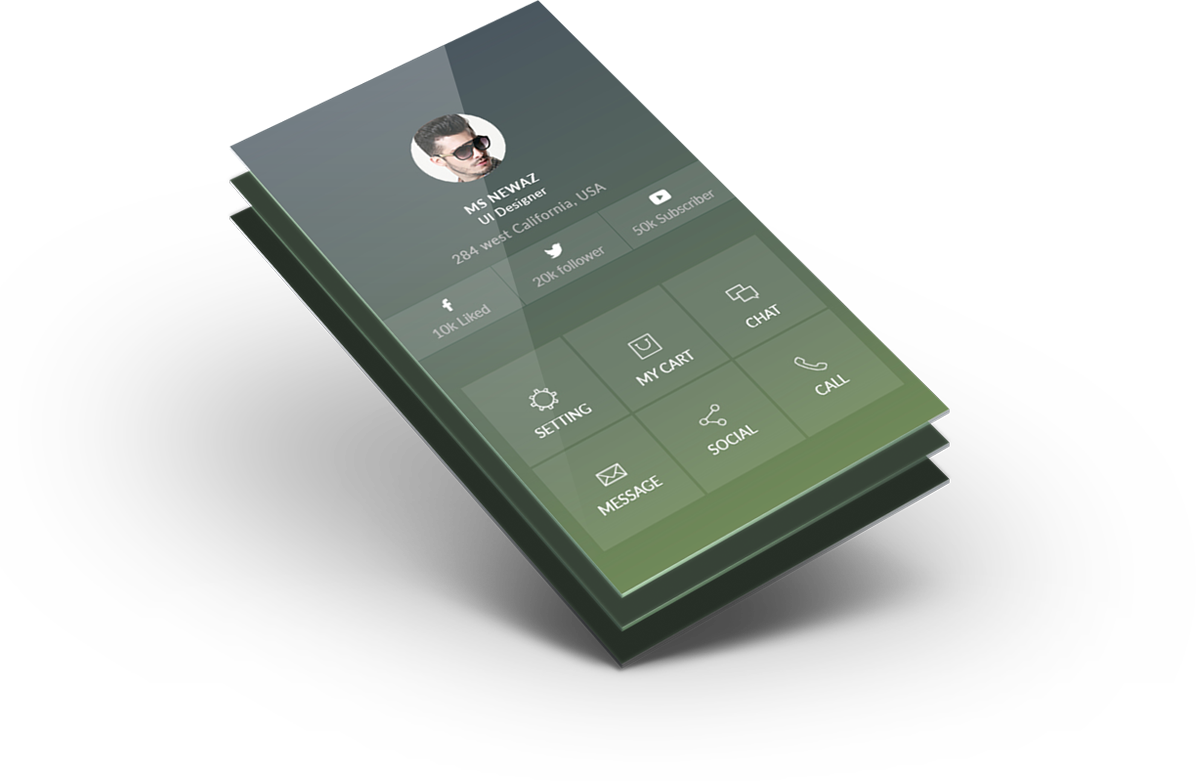 MS NEWAZ
UI Designer
284 west California, USA
10k Liked
20k follower
50k Subscriber
SETTING
MY CART
CHAT
MESSAGE
SOCIAL
CALL